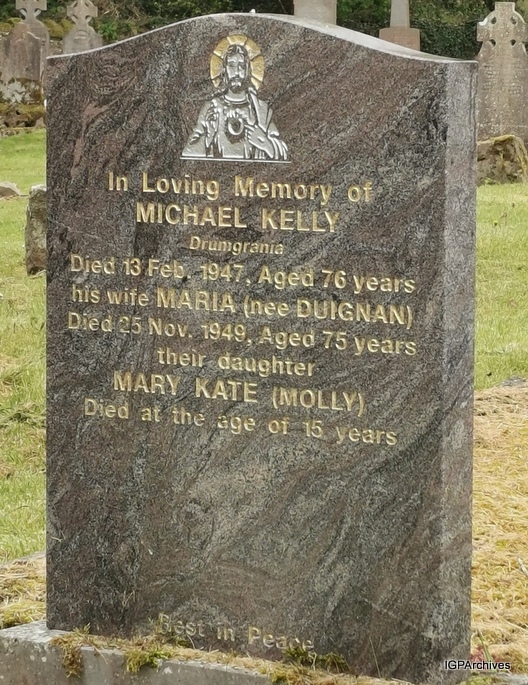 In Loving Memory of
MICHAEL KELLY
Drumgrania
Died 13 Feb. 1947, Aged 76 years
his wife MARIA (nee DUIGNAN)
Died 25 Nov. 1949, Aged 75 years
their daughter
MARY KATE (MOLLY)
Died at the age of 15 years
Rest in Peace
IGPArchives